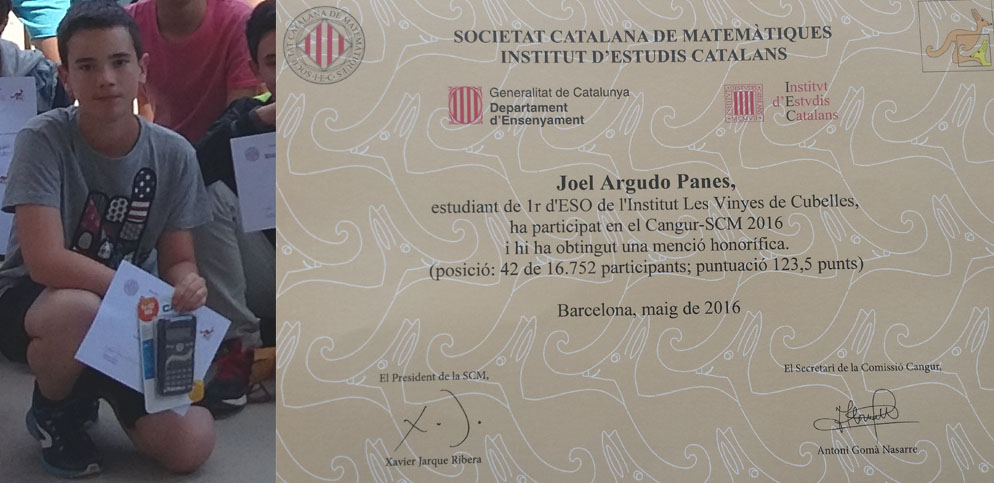 SOCIETAT CATALANA DE MATEMÀTIQUES
INSTITUT D'ESTUDIS CATALANS
Generalitat de Catalunya
Departament
d'Ensenyament
Institvt
d'Estvdis
Catalans
Joel Argudo Panes,
estudiant de 1r d'ESO de l'Institut Les Vinyes de Cubelles,
ha participat en el Cangur-SCM 2016
i hi ha obtingut una menció honorífica.
(posició: 42 de 16.752 participants; puntuació 123,5 punts)
Barcelona, maig de 2016
El President de la SCM,
Xavier Jarque Ribera
El Secretari de la Comissió Cangur,
Antoni Gomà Nasarre